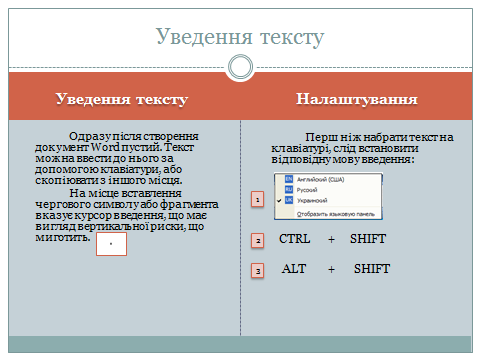 Уведення тексту
Уведення тексту
Налаштування
Одразу після створення
документ Word пустий. Текст
можна ввести до нього за
допомогою клавіатури, або
скопіювати з іншого місця.
На місце вставлення
чергового символу або фрагмента
вказує курсор введення, що має
вигляд вертикальної риски, що
миготить.
Перш ніж набрати текст на
клавіатурі, слід встановити
відповідну мову введення:
1
EN Английский (США)
RU Русский
✓ UK Украинский
Отобразить языковую панель
2 CTRL + SHIFT
3 ALT + SHIFT